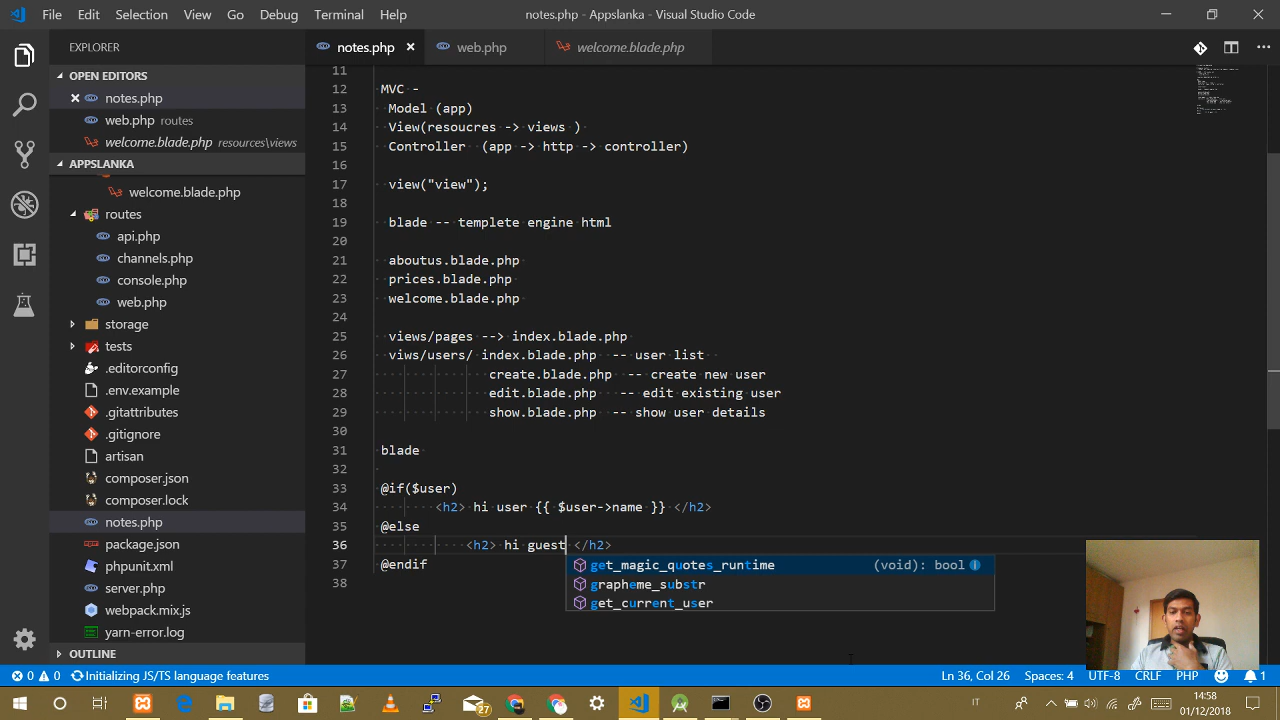 File Edit Selection View Go Debug Terminal Help
notes.php - Appslanka - Visual Studio Code
EXPLORER
OPEN EDITORS
notes.php
web.php routes
welcome.blade.php resources\views
APPSLANKA
welcome.blade.php
routes
api.php
channels.php
console.php
web.php
storage
tests
.editorconfig
.env.example
.gitattributes
.gitignore
artisan
composer.json
composer.lock
notes.php
package.json
phpunit.xml
server.php
webpack.mix.js
yarn-error.log
OUTLINE
notes.php
web.php
welcome.blade.php
11
12 MVC -
13 Model (app)
14 View(resoucres -> views )
15 Controller (app -> http -> controller)
16
17 view("view");
18
19 blade -- templete engine html
20
21 aboutus.blade.php
22 prices.blade.php
23 welcome.blade.php
24
25 views/pages --> index.blade.php
26 viws/users/ index.blade.php -- user list
27 create.blade.php -- create new user
28 edit.blade.php -- edit existing user
29 show.blade.php -- show user details
30
31 blade
32
33 @if($user)
34 <h2> hi user {{ $user->name }} </h2>
35 @else
36 <h2> hi guest </h2>
37 @endif
38
get_magic_quotes_runtime (void): bool
grapheme_substr
get_current_user
0 0 Initializing JS/TS language features
Ln 36, Col 26 Spaces: 4 UTF-8 CRLF PHP 1
17
IT
14:58
01/12/2018